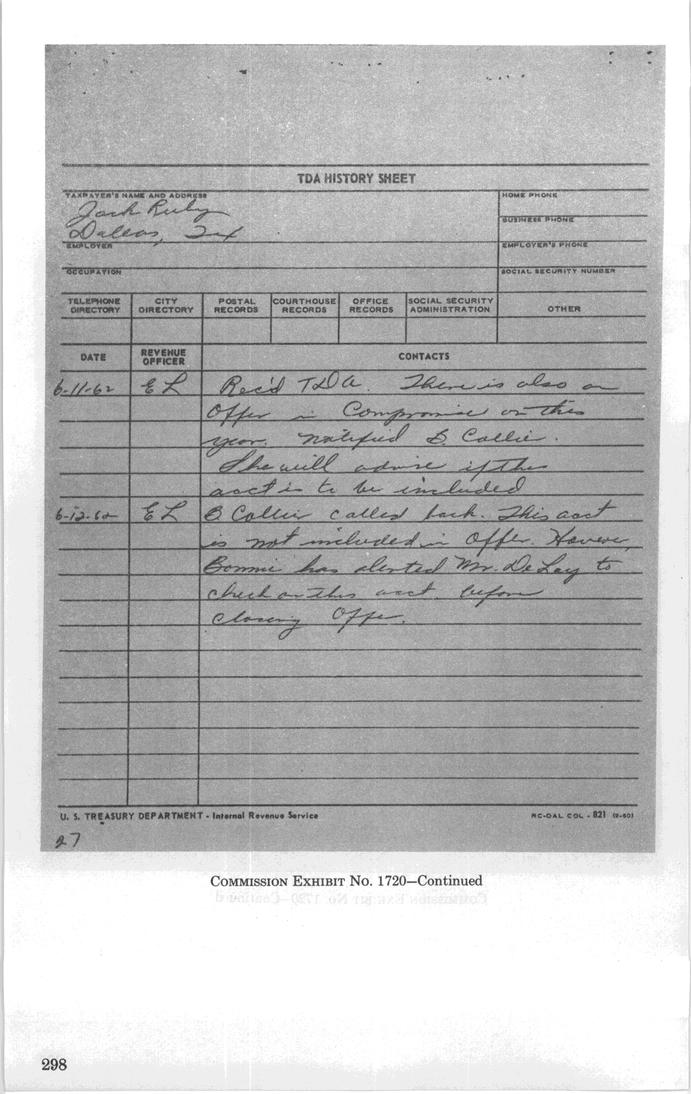 TDA HISTORY SHEET
TAXPAYER'S NAME AND ADDRESS
HOME PHONE
Jack Ruby
BUSINESS PHONE
Dallas, Tex
EMPLOYER
EMPLOYER'S PHONE
OCCUPATION
SOCIAL SECURITY NUMBER
TELEPHONE DIRECTORY CITY DIRECTORY POSTAL RECORDS COURTHOUSE RECORDS OFFICE RECORDS SOCIAL SECURITY ADMINISTRATION OTHER
DATE REVENUE OFFICER CONTACTS
6-11-62 EL Rec'd TDA. There is also an
Offer in Compromise on this
year. notified B. Collie.
She will advise if this
acct is to be included
6-12-62 EL B Collie called back. This acct
is not included in Offer. However,
Bonnie has alerted Mr. DeLay to
check on this acct. before
closing Offer.
U. S. TREASURY DEPARTMENT - Internal Revenue Service RC-DAL COL - 821 (9-60)
27
COMMISSION EXHIBIT NO. 1720—Continued
298